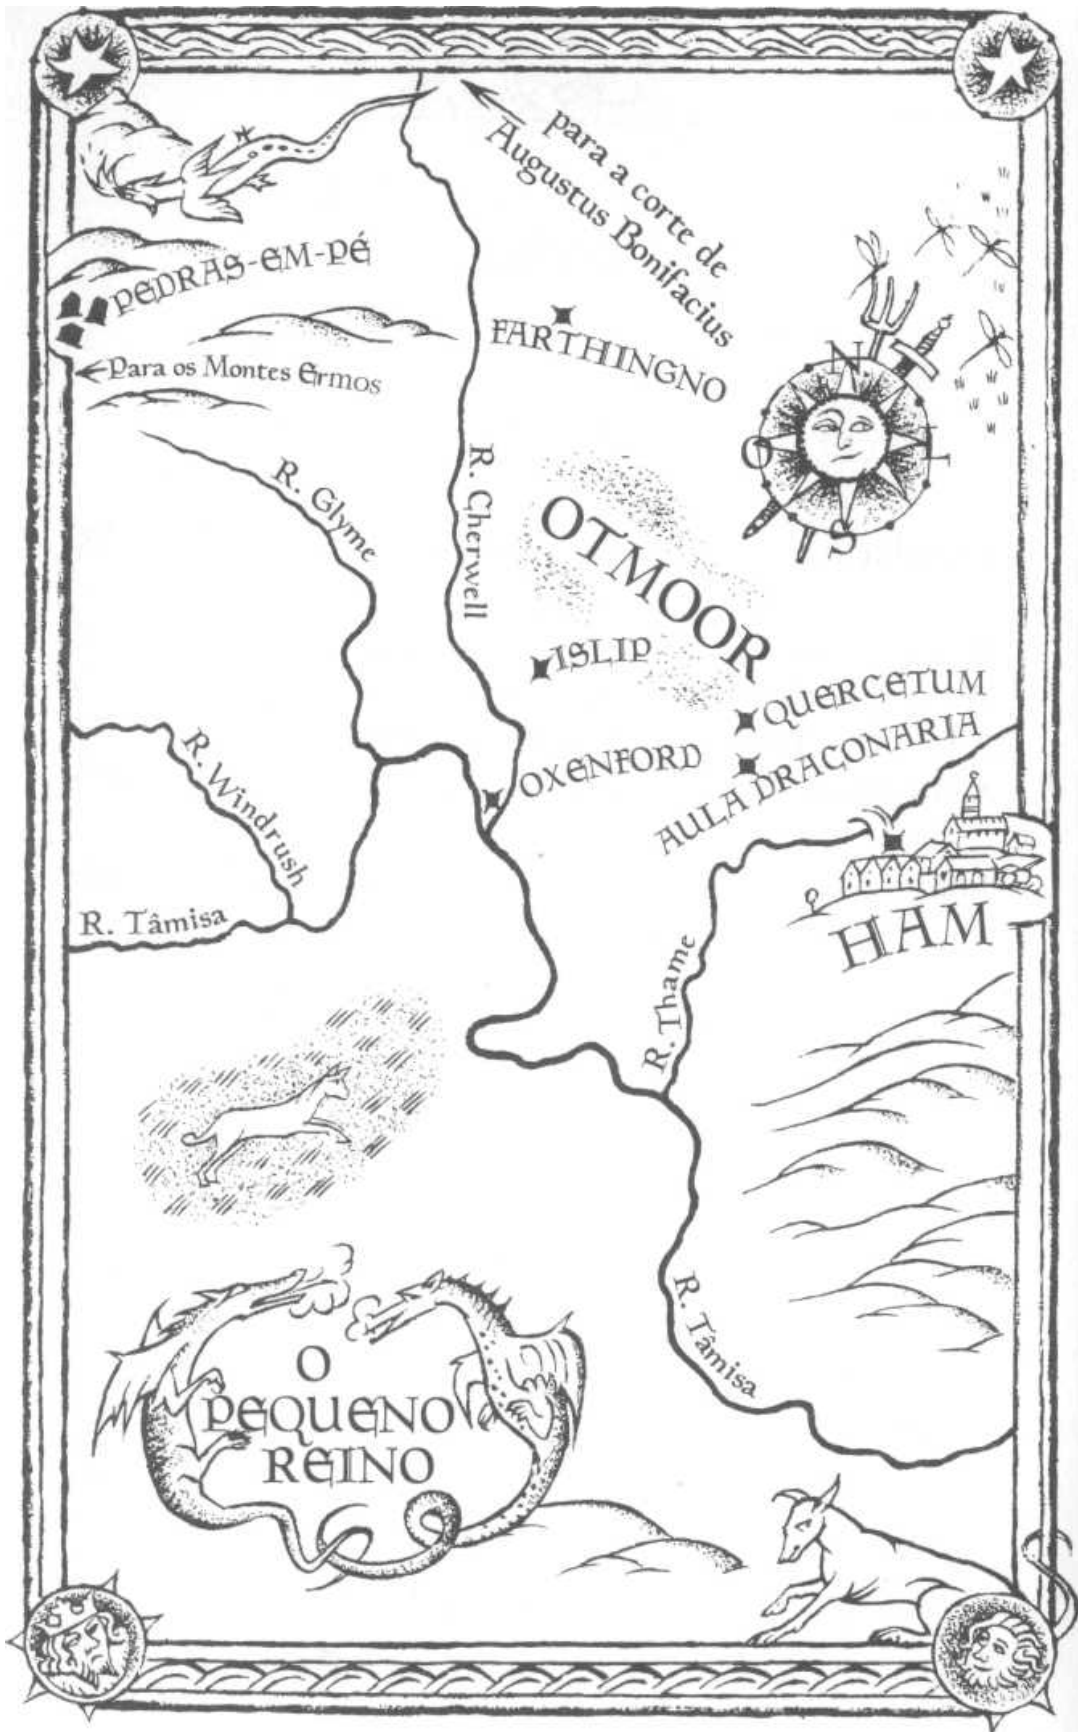 para a corte de
Augustus Bonifacius
PEDRAS-EM-PÉ
Para os Montes Ermos
FARTHINGNO
N
O
L
S
R. Glyme
R. Cherwell
OTMOOR
ISLIP
QUERCETUM
OXENFORD
AULA DRACONARIA
R. Windrush
R. Tâmisa
HAM
R. Thame
R. Tâmisa
O
PEQUENO
REINO